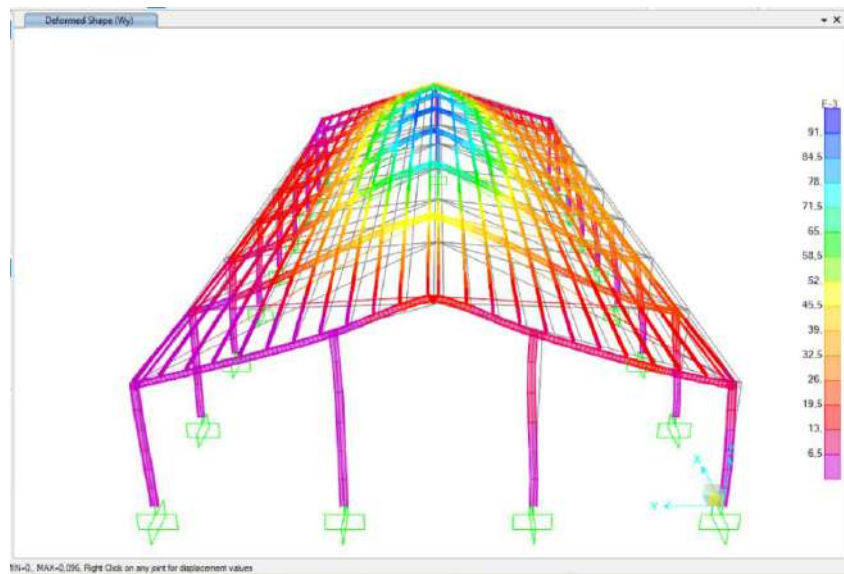 Deformed Shape (Wy)
E-3
91,
84,5
78,
71,5
65,
58,5
52,
45,5
39,
32,5
26,
19,5
13,
6,5
X
Y
MIN=0, MAX=0,096, Right Click on any joint for displacement values